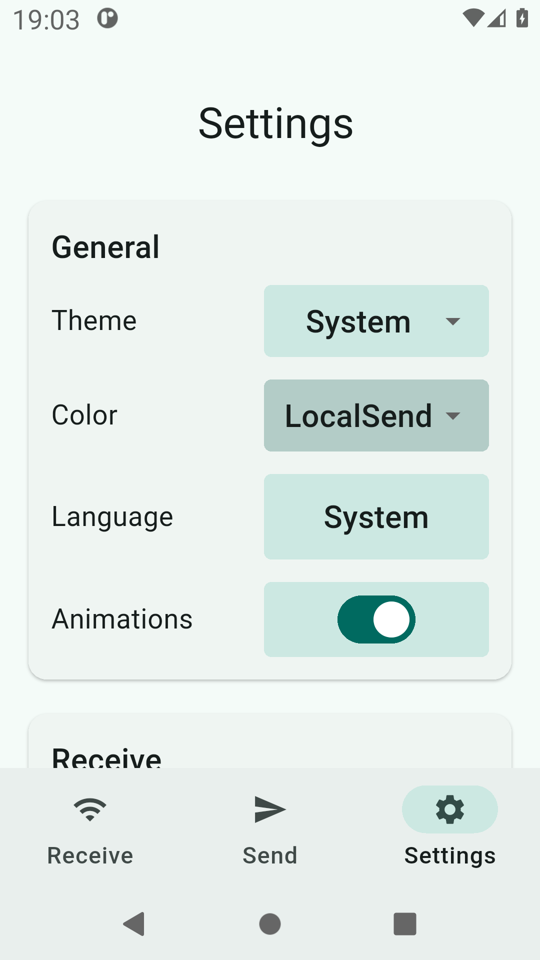 19:03
Settings
General
Theme
System
Color
LocalSend
Language
System
Animations
Receive
Receive
Send
Settings